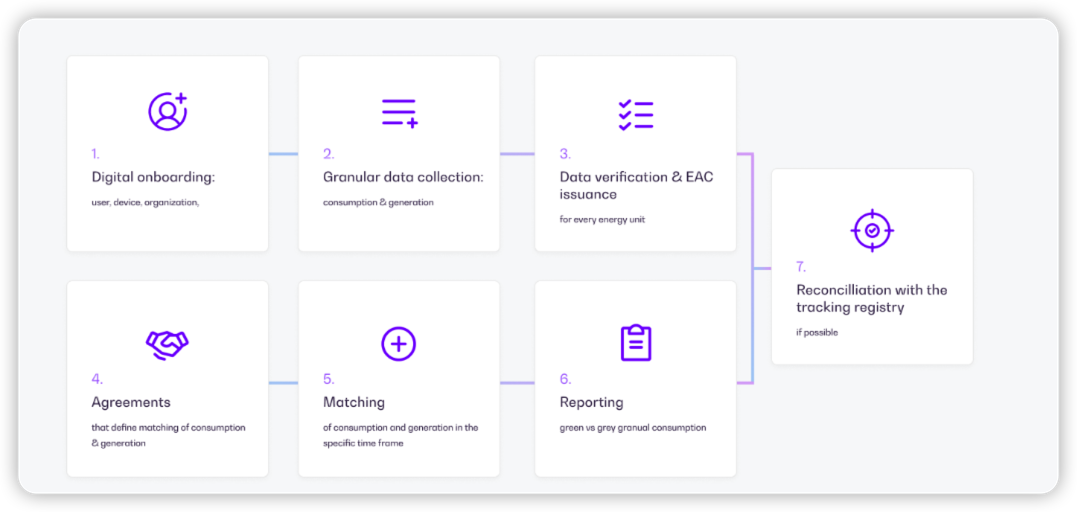 1.
Digital onboarding:
user, device, organization,
2.
Granular data collection:
consumption & generation
3.
Data verification & EAC
issuance
for every energy unit
4.
Agreements
that define matching of consumption
& generation
5.
Matching
of consumption and generation in the
specific time frame
6.
Reporting
green vs grey granual consumption
7.
Reconcilliation with the
tracking registry
if possible